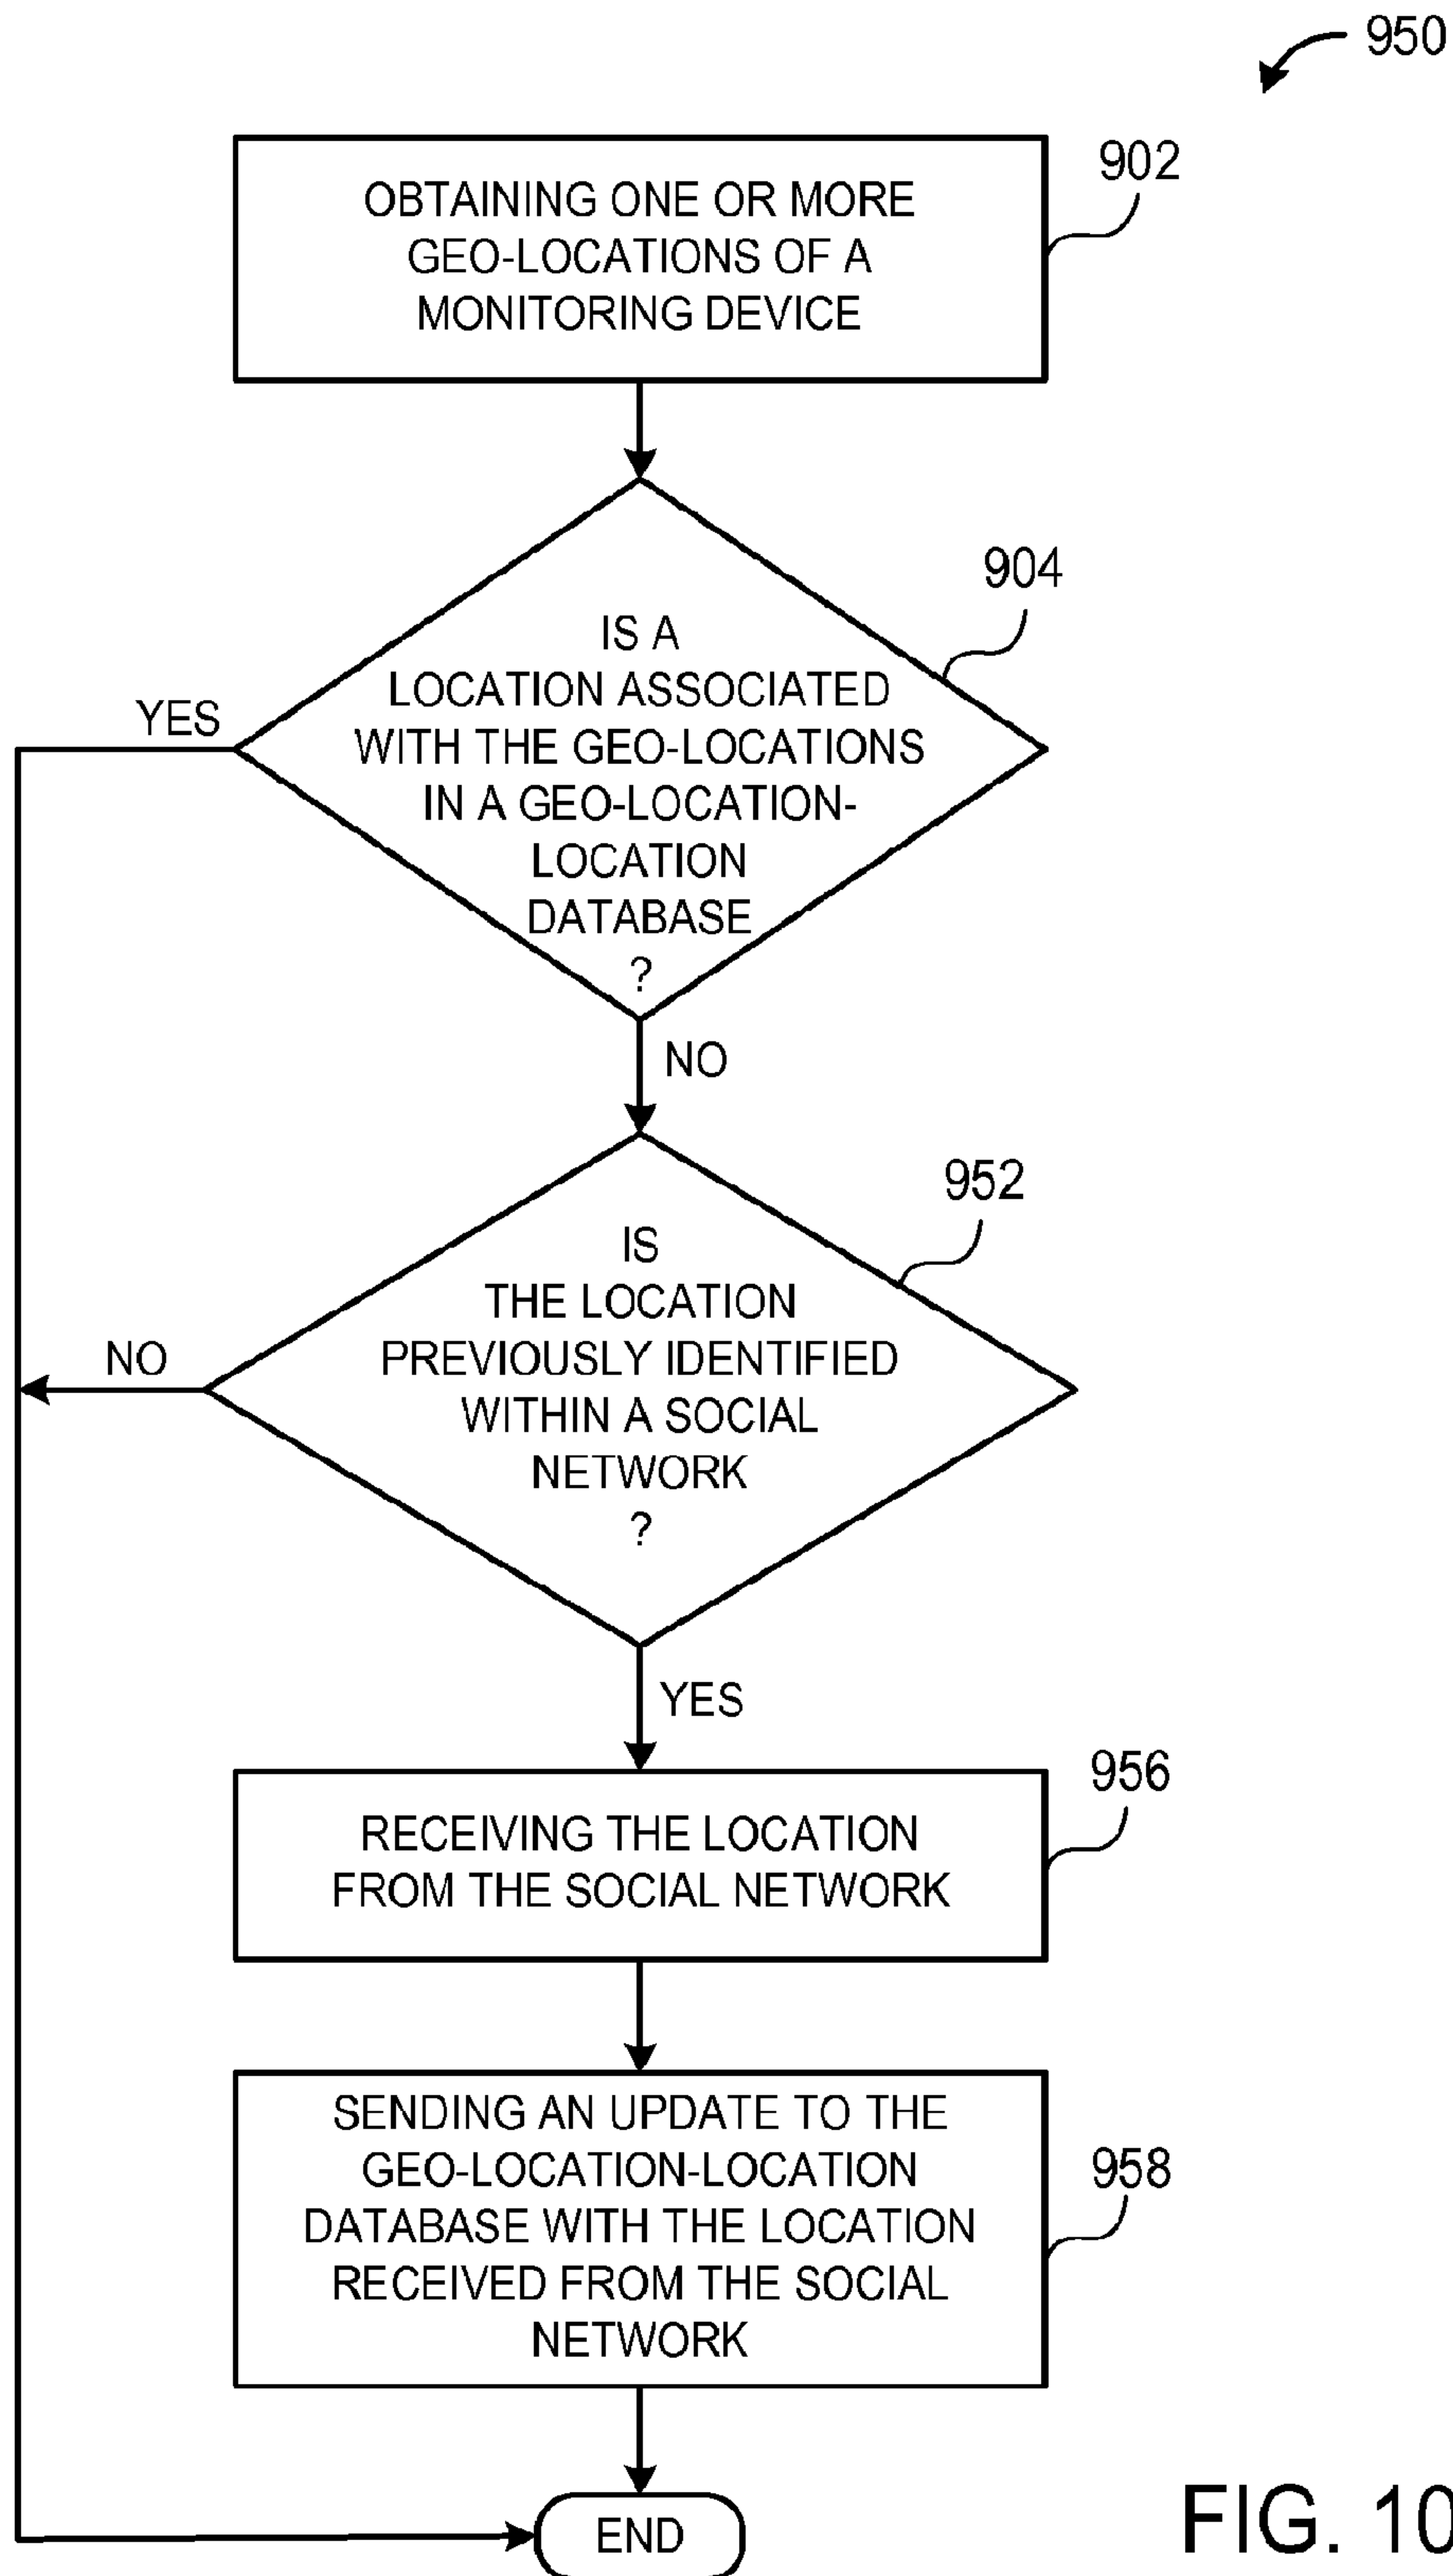 950
902
OBTAINING ONE OR MORE
GEO-LOCATIONS OF A
MONITORING DEVICE
904
IS A
LOCATION ASSOCIATED
WITH THE GEO-LOCATIONS
IN A GEO-LOCATION-
LOCATION
DATABASE
?
YES
NO
952
IS
THE LOCATION
PREVIOUSLY IDENTIFIED
WITHIN A SOCIAL
NETWORK
?
NO
YES
956
RECEIVING THE LOCATION
FROM THE SOCIAL NETWORK
958
SENDING AN UPDATE TO THE
GEO-LOCATION-LOCATION
DATABASE WITH THE LOCATION
RECEIVED FROM THE SOCIAL
NETWORK
END
FIG. 10